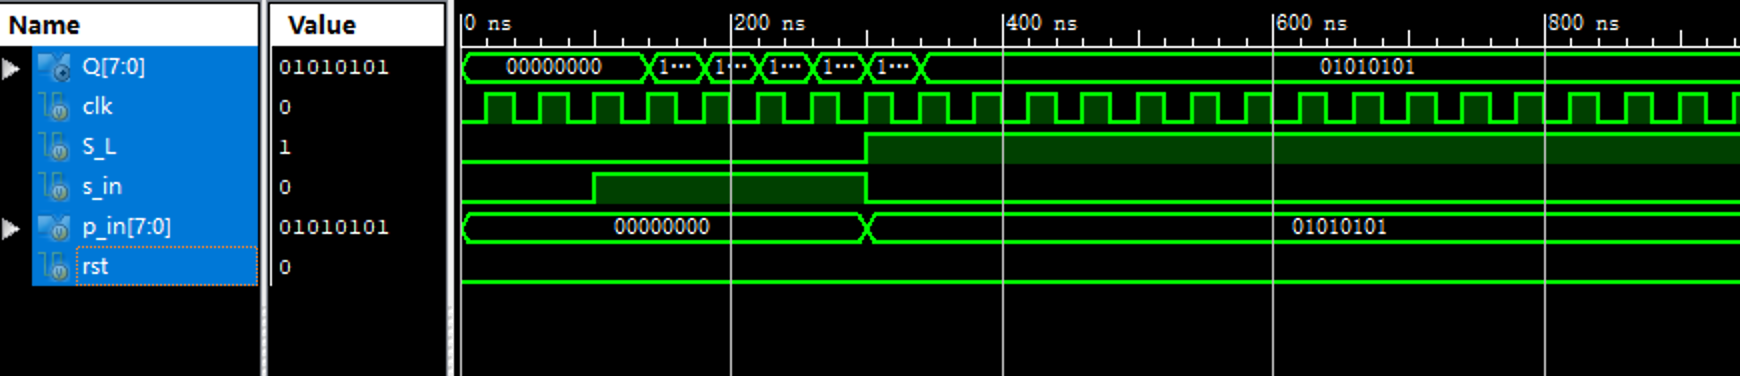 Name Value 0 ns 200 ns 400 ns 600 ns 800 ns
Q[7:0] 01010101 00000000 1··· 1··· 1··· 1··· 1··· 01010101
clk 0
S_L 1
s_in 0
p_in[7:0] 01010101 00000000 01010101
rst 0